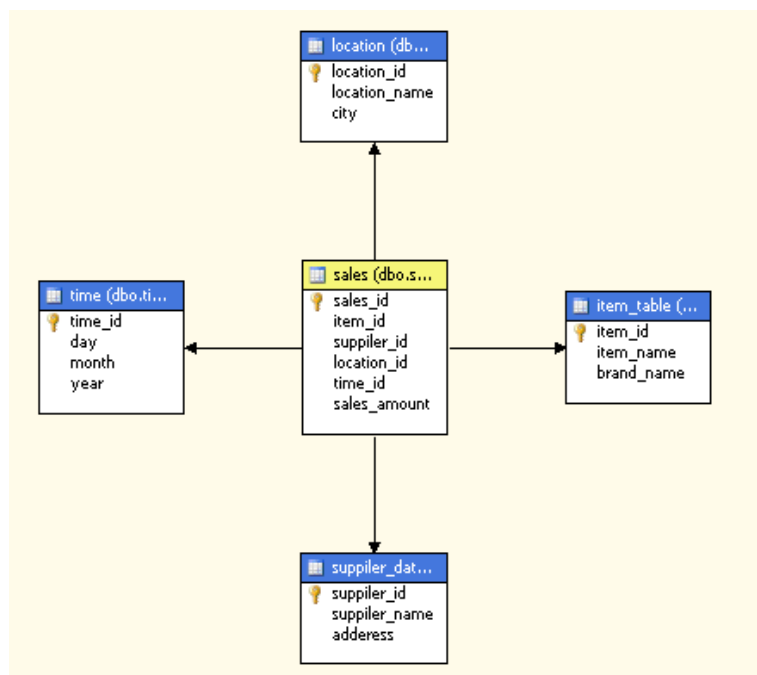 location (db...
location_id
location_name
city
sales (dbo.s...
sales_id
item_id
suppiler_id
location_id
time_id
sales_amount
time (dbo.ti...
time_id
day
month
year
item_table (...
item_id
item_name
brand_name
suppiler_dat...
suppiler_id
suppiler_name
adderess